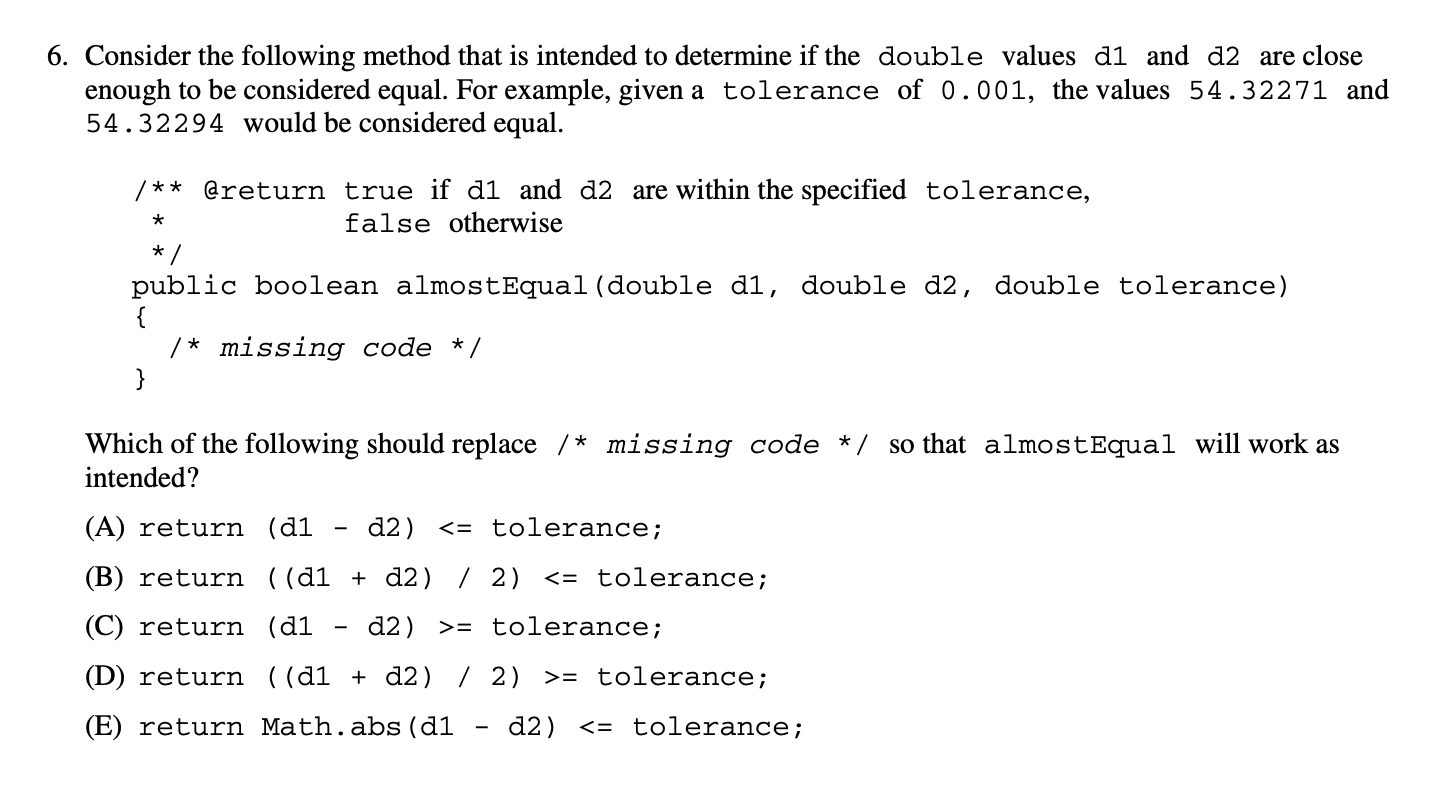 6. Consider the following method that is intended to determine if the double values d1 and d2 are close
enough to be considered equal. For example, given a tolerance of 0.001, the values 54.32271 and
54.32294 would be considered equal.
/** @return true if d1 and d2 are within the specified tolerance,
* false otherwise
*/
public boolean almostEqual(double d1, double d2, double tolerance)
{
/* missing code */
}
Which of the following should replace /* missing code */ so that almostEqual will work as
intended?
(A) return (d1 - d2) <= tolerance;
(B) return ((d1 + d2) / 2) <= tolerance;
(C) return (d1 - d2) >= tolerance;
(D) return ((d1 + d2) / 2) >= tolerance;
(E) return Math.abs(d1 - d2) <= tolerance;